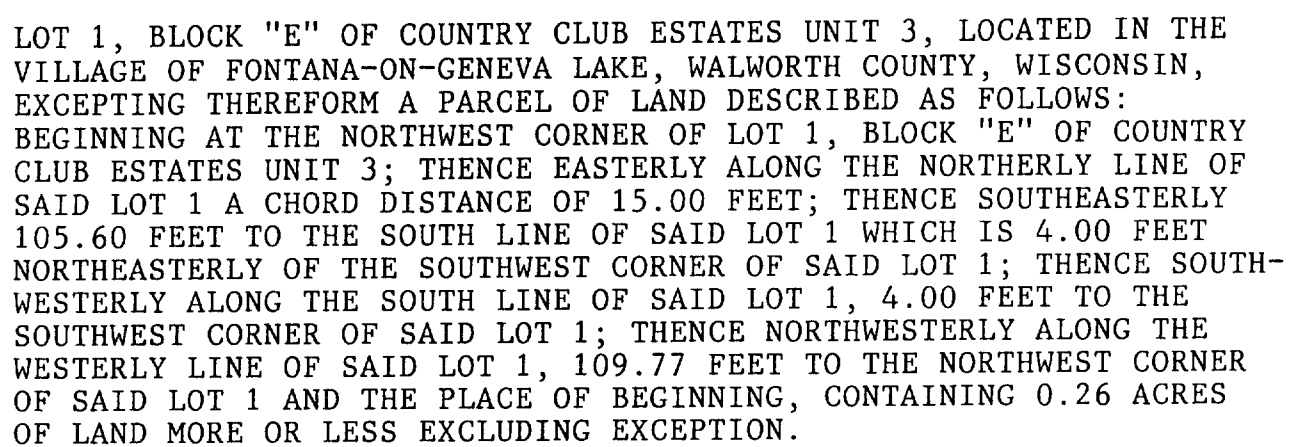 LOT 1, BLOCK "E" OF COUNTRY CLUB ESTATES UNIT 3, LOCATED IN THE
VILLAGE OF FONTANA-ON-GENEVA LAKE, WALWORTH COUNTY, WISCONSIN,
EXCEPTING THEREFORM A PARCEL OF LAND DESCRIBED AS FOLLOWS:
BEGINNING AT THE NORTHWEST CORNER OF LOT 1, BLOCK "E" OF COUNTRY
CLUB ESTATES UNIT 3; THENCE EASTERLY ALONG THE NORTHERLY LINE OF
SAID LOT 1 A CHORD DISTANCE OF 15.00 FEET; THENCE SOUTHEASTERLY
105.60 FEET TO THE SOUTH LINE OF SAID LOT 1 WHICH IS 4.00 FEET
NORTHEASTERLY OF THE SOUTHWEST CORNER OF SAID LOT 1; THENCE SOUTH-
WESTERLY ALONG THE SOUTH LINE OF SAID LOT 1, 4.00 FEET TO THE
SOUTHWEST CORNER OF SAID LOT 1; THENCE NORTHWESTERLY ALONG THE
WESTERLY LINE OF SAID LOT 1, 109.77 FEET TO THE NORTHWEST CORNER
OF SAID LOT 1 AND THE PLACE OF BEGINNING, CONTAINING 0.26 ACRES
OF LAND MORE OR LESS EXCLUDING EXCEPTION.